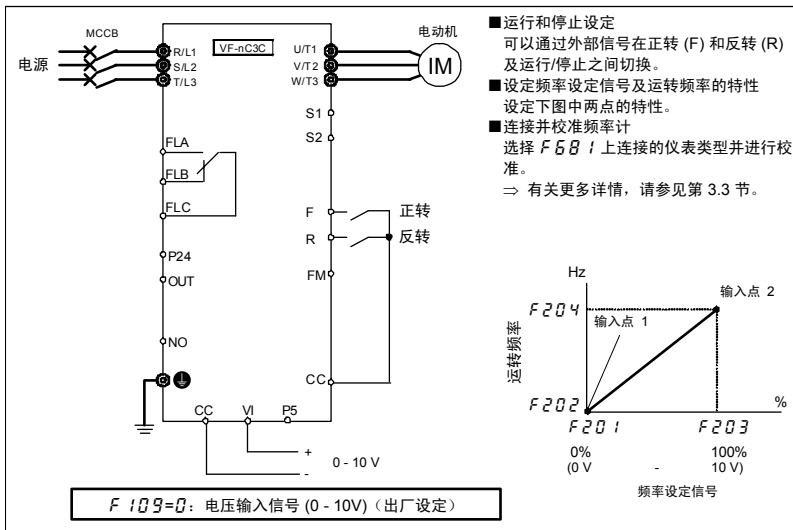 MCCB
电源
R/L1
S/L2
T/L3
VF-nC3C
U/T1
V/T2
W/T3
电动机
IM
S1
S2
FLA
FLB
FLC
F
正转
R
反转
P24
OUT
FM
NO
CC
CC
VI
P5
+
-
0 - 10 V
F109=0：电压输入信号 (0 - 10V)（出厂设定）
■运行和停止设定
可以通过外部信号在正转 (F) 和反转 (R)
及运行/停止之间切换。
■设定频率设定信号及运转频率的特性
设定下图中两点的特性。
■连接并校准频率计
选择 F681 上连接的仪表类型并进行校
准。
⇒ 有关更多详情，请参见第 3.3 节。
Hz
输入点 2
F204
输入点 1
运转频率
F202
%
F201
F203
0%
100%
(0 V
-
10 V)
频率设定信号